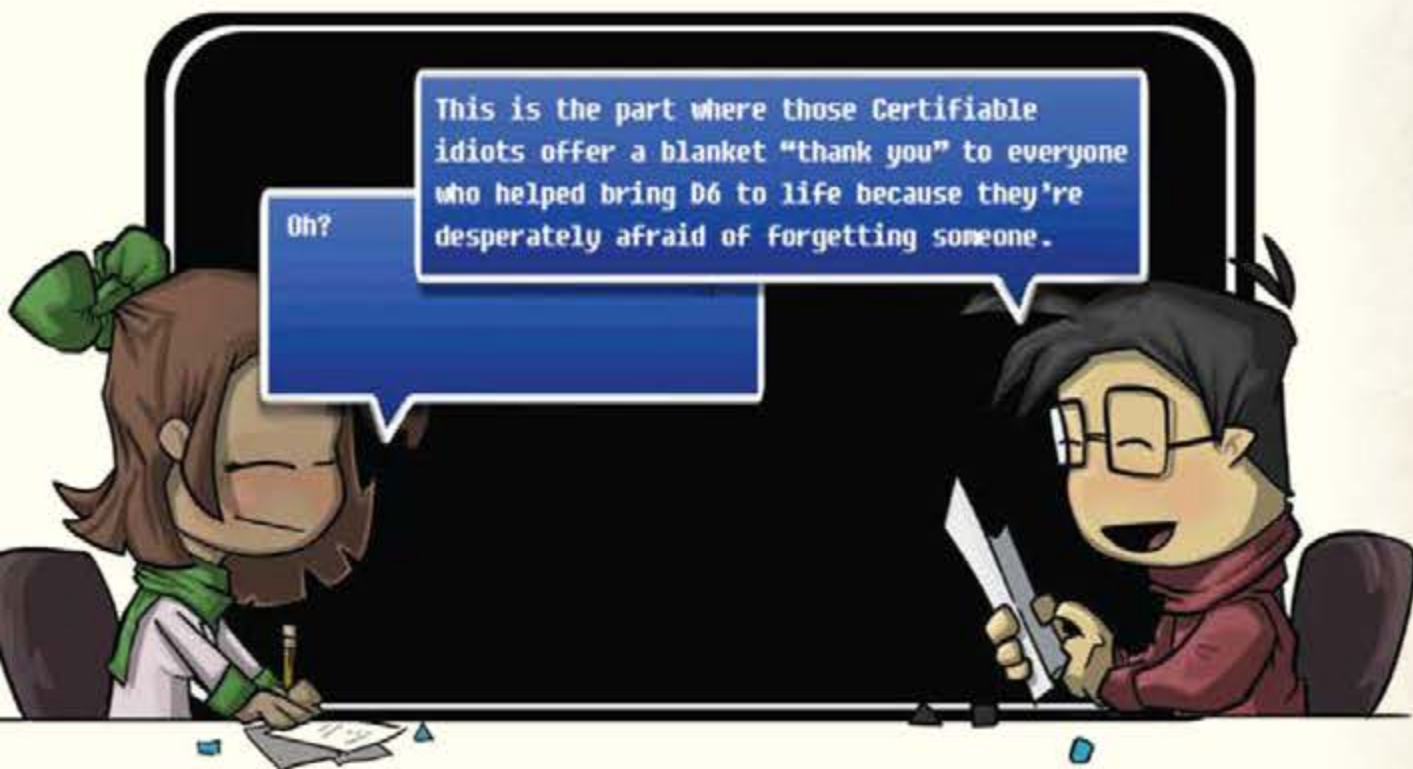 This is the part where those Certifiable
idiots offer a blanket “thank you” to everyone
who helped bring D6 to life because they’re
desperately afraid of forgetting someone.
Oh?